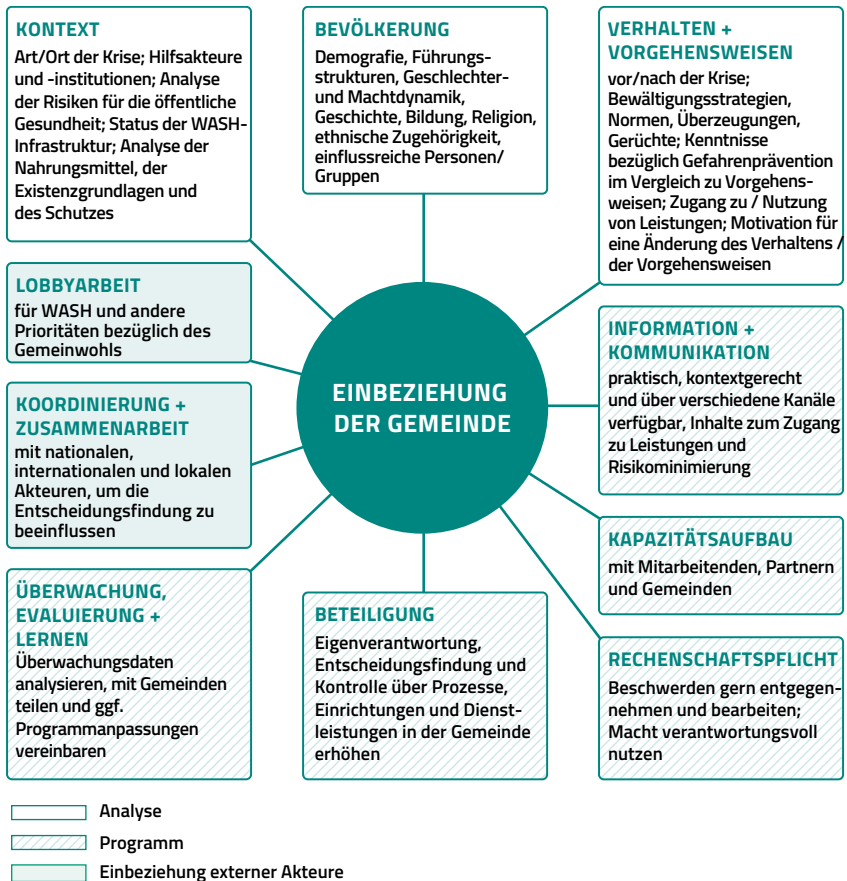 KONTEXT
Art/Ort der Krise; Hilfsakteure
und -institutionen; Analyse
der Risiken für die öffentliche
Gesundheit; Status der WASH-
Infrastruktur; Analyse der
Nahrungsmittel, der
Existenzgrundlagen und
des Schutzes
BEVÖLKERUNG
Demografie, Führungs-
strukturen, Geschlechter-
und Machtdynamik,
Geschichte, Bildung, Religion,
ethnische Zugehörigkeit,
einflussreiche Personen/
Gruppen
VERHALTEN +
VORGEHENSWEISEN
vor/nach der Krise;
Bewältigungsstrategien,
Normen, Überzeugungen,
Gerüchte; Kenntnisse
bezüglich Gefahrenprävention
im Vergleich zu Vorgehens-
weisen; Zugang zu / Nutzung
von Leistungen; Motivation für
eine Änderung des Verhaltens /
der Vorgehensweisen
LOBBYARBEIT
für WASH und andere
Prioritäten bezüglich des
Gemeinwohls
KOORDINIERUNG +
ZUSAMMENARBEIT
mit nationalen,
internationalen und lokalen
Akteuren, um die
Entscheidungsfindung zu
beeinflussen
EINBEZIEHUNG
DER GEMEINDE
INFORMATION +
KOMMUNIKATION
praktisch, kontextgerecht
und über verschiedene Kanäle
verfügbar, Inhalte zum Zugang
zu Leistungen und
Risikominimierung
KAPAZITÄTSAUFBAU
mit Mitarbeitenden, Partnern
und Gemeinden
ÜBERWACHUNG,
EVALUIERUNG +
LERNEN
Überwachungsdaten
analysieren, mit Gemeinden
teilen und ggf.
Programmanpassungen
vereinbaren
BETEILIGUNG
Eigenverantwortung,
Entscheidungsfindung und
Kontrolle über Prozesse,
Einrichtungen und Dienst-
leistungen in der Gemeinde
erhöhen
RECHENSCHAFTSPFLICHT
Beschwerden gern entgegen-
nehmen und bearbeiten;
Macht verantwortungsvoll
nutzen
Analyse
Programm
Einbeziehung externer Akteure